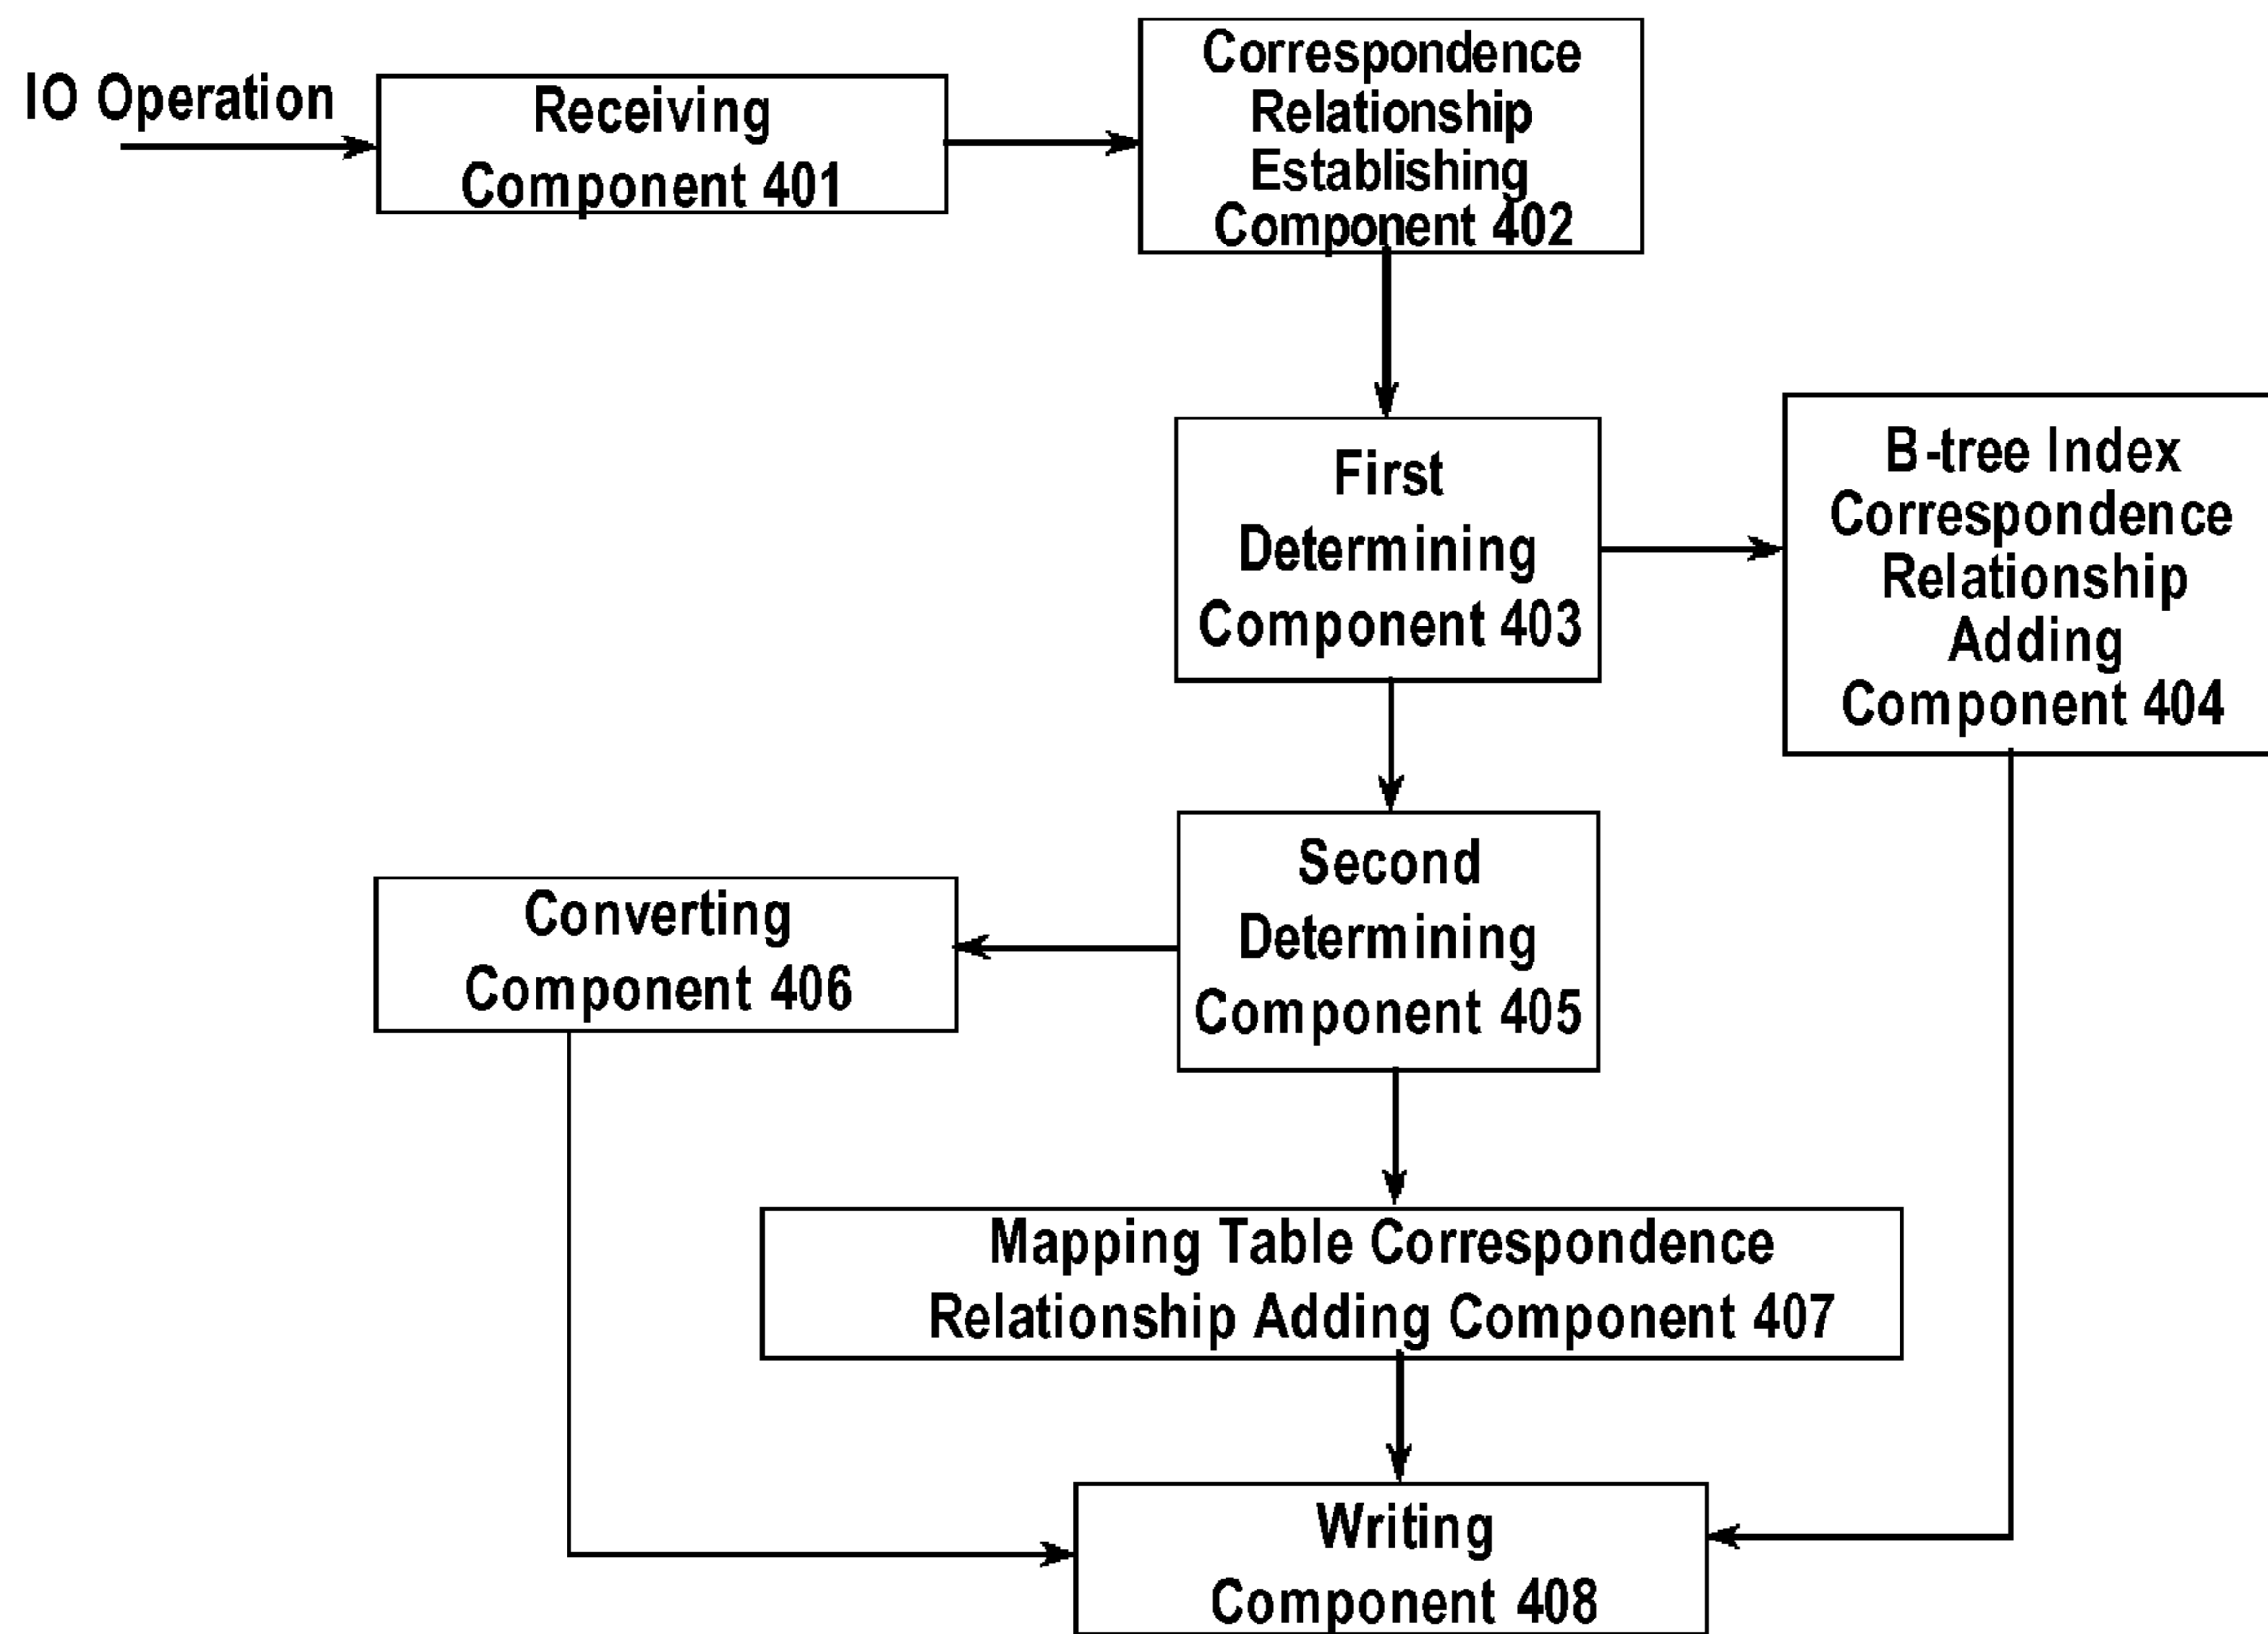 IO Operation
Receiving
Component 401
Correspondence
Relationship
Establishing
Component 402
First
Determining
Component 403
B-tree Index
Correspondence
Relationship
Adding
Component 404
Second
Determining
Component 405
Converting
Component 406
Mapping Table Correspondence
Relationship Adding Component 407
Writing
Component 408